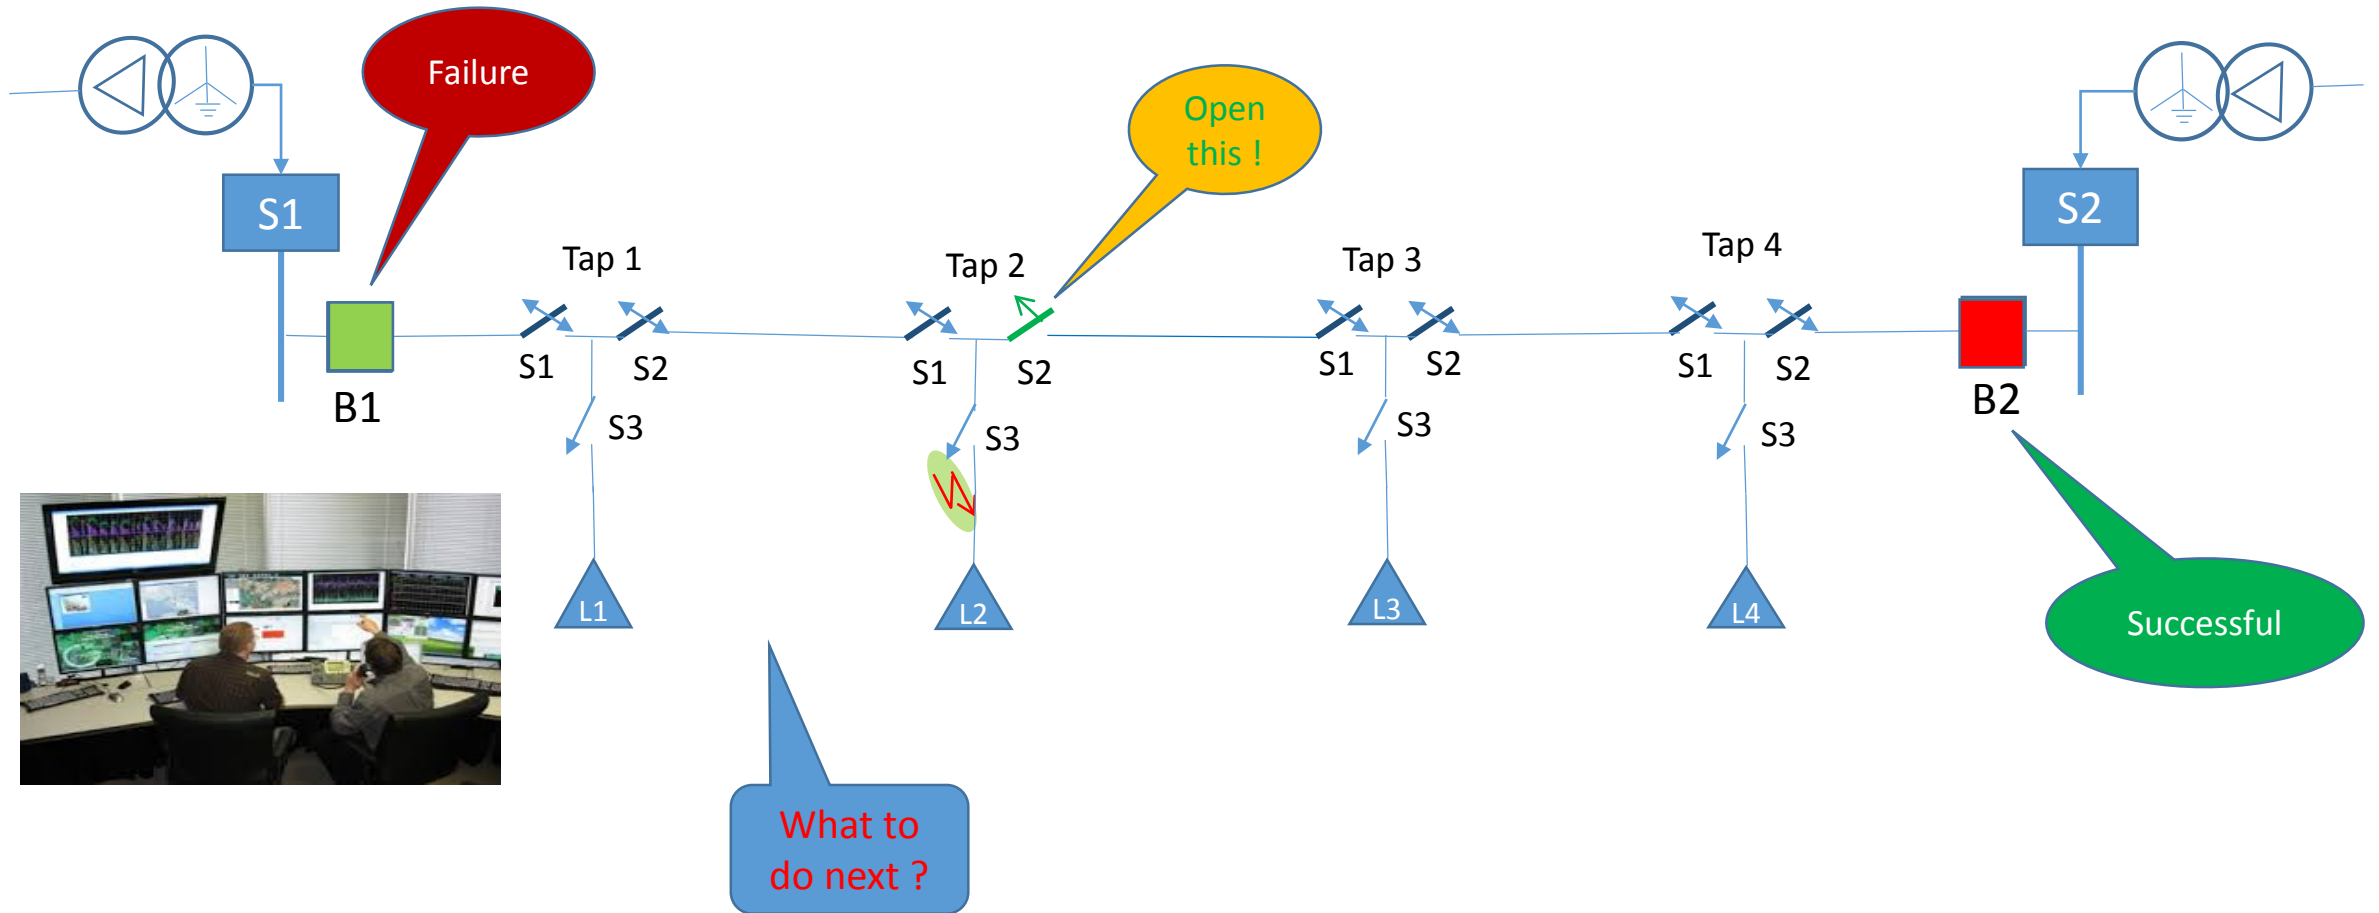 Failure
Open
this !
S1
S2
Tap 1
Tap 2
Tap 3
Tap 4
S1
S2
S1
S2
S1
S2
S1
S2
B1
B2
S3
S3
S3
S3
L1
L2
L3
L4
Successful
What to
do next ?